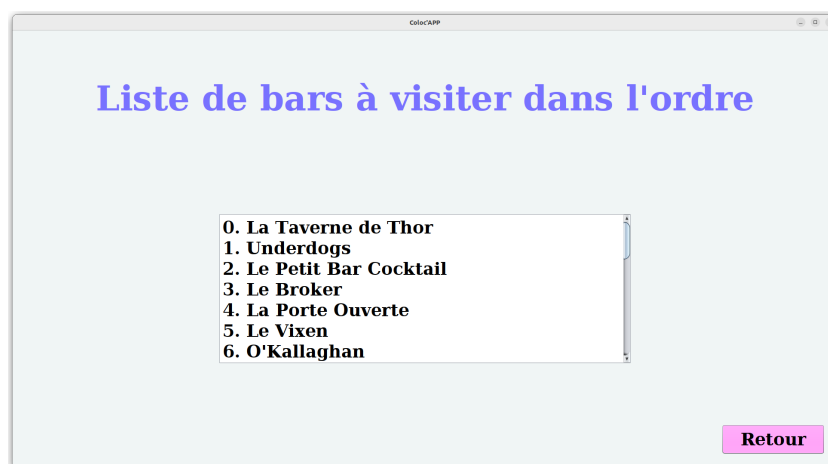 Coloc'APP
Liste de bars à visiter dans l'ordre
0. La Taverne de Thor
1. Underdogs
2. Le Petit Bar Cocktail
3. Le Broker
4. La Porte Ouverte
5. Le Vixen
6. O'Kallaghan
Retour